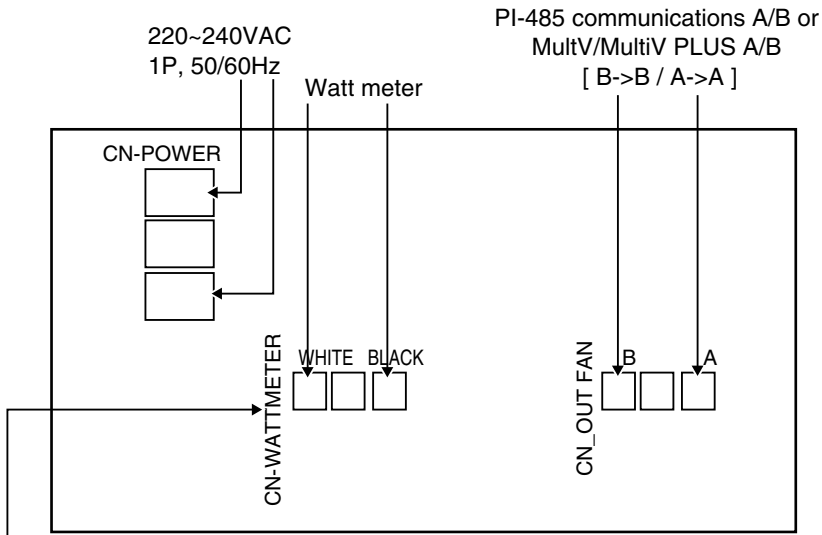 PI-485 communications A/B or
MultV/MultiV PLUS A/B
[ B->B / A->A ]
220~240VAC
1P, 50/60Hz
Watt meter
CN-POWER
CN-WATTMETER
WHITE BLACK
CN_OUT FAN
B A